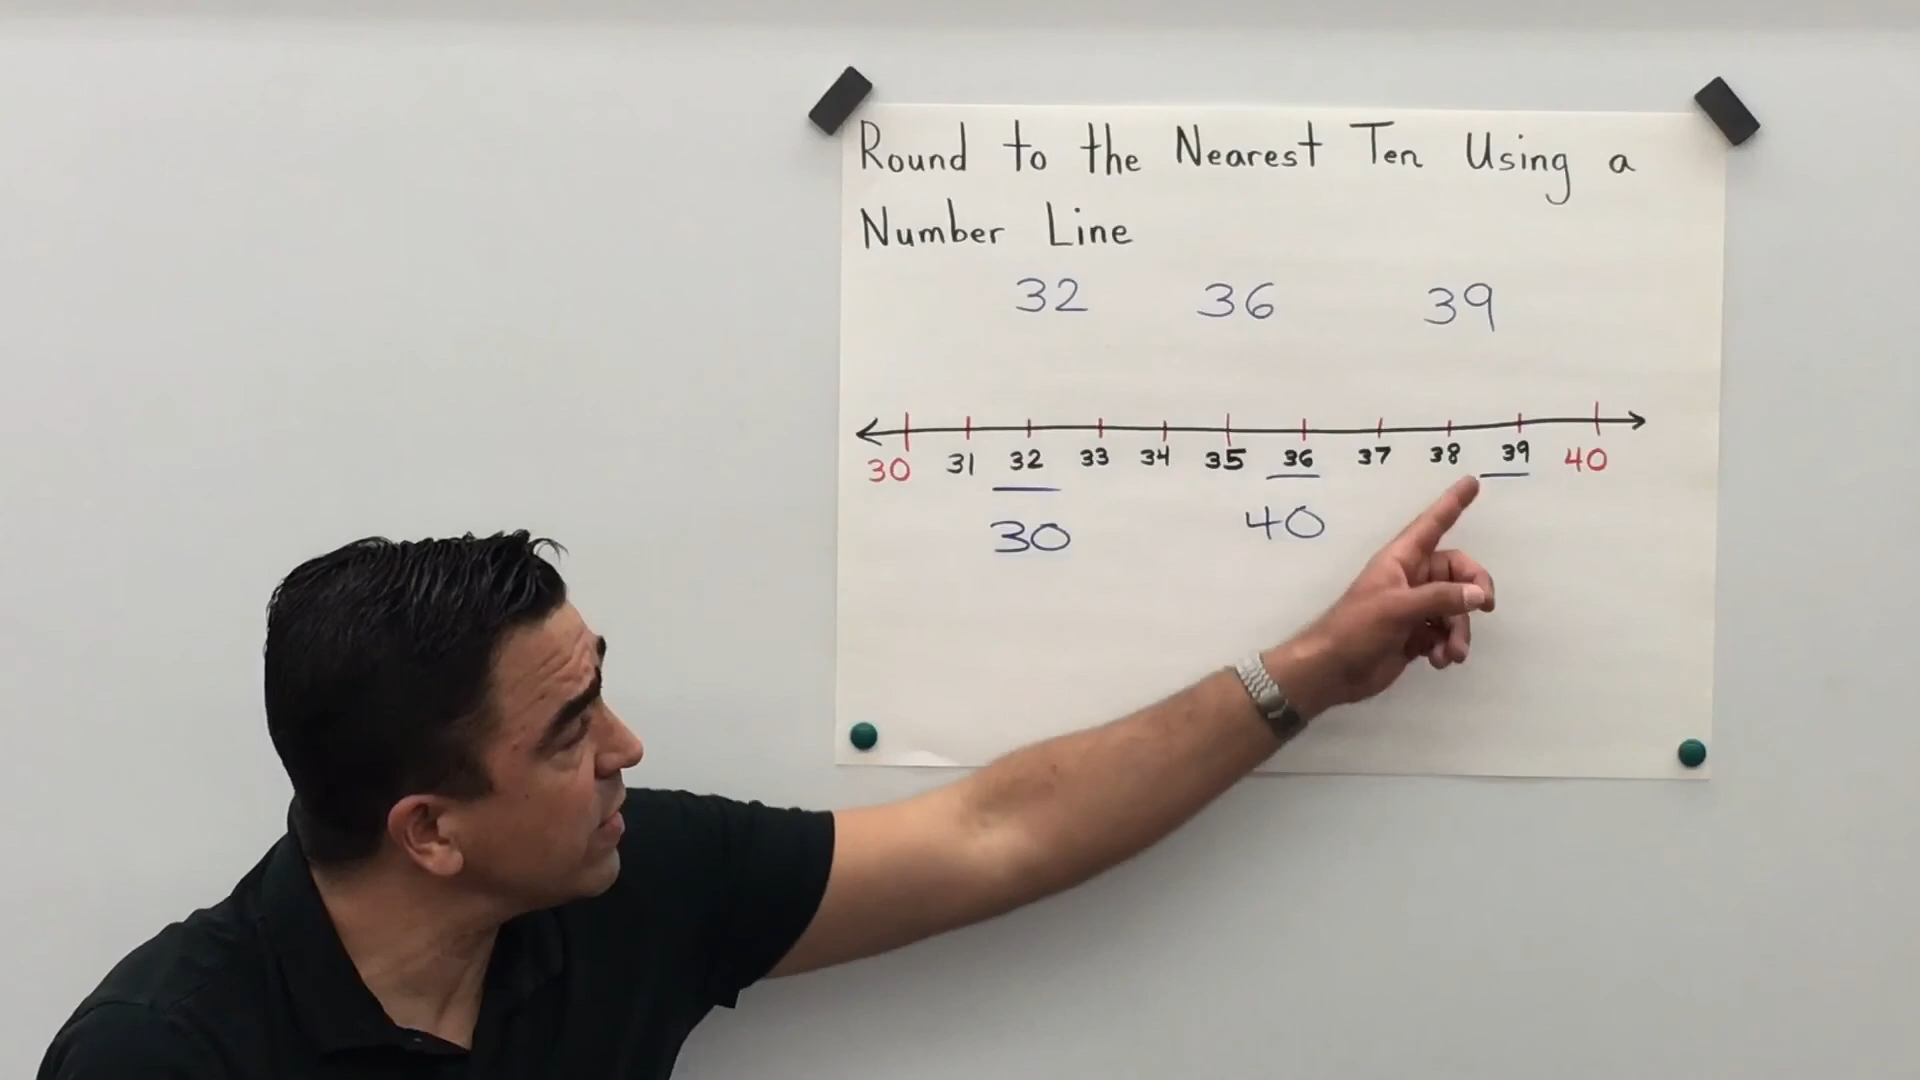 Round to the Nearest Ten Using a
Number Line
32 36 39
30 31 32 33 34 35 36 37 38 39 40
30 40